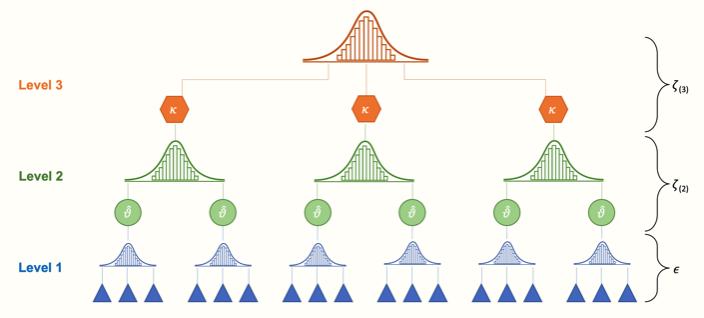 Level 3
κ κ κ
ζ(3)
Level 2
ζ(2)
ϑ̂ ϑ̂ ϑ̂ ϑ̂ ϑ̂ ϑ̂
Level 1
ϵ